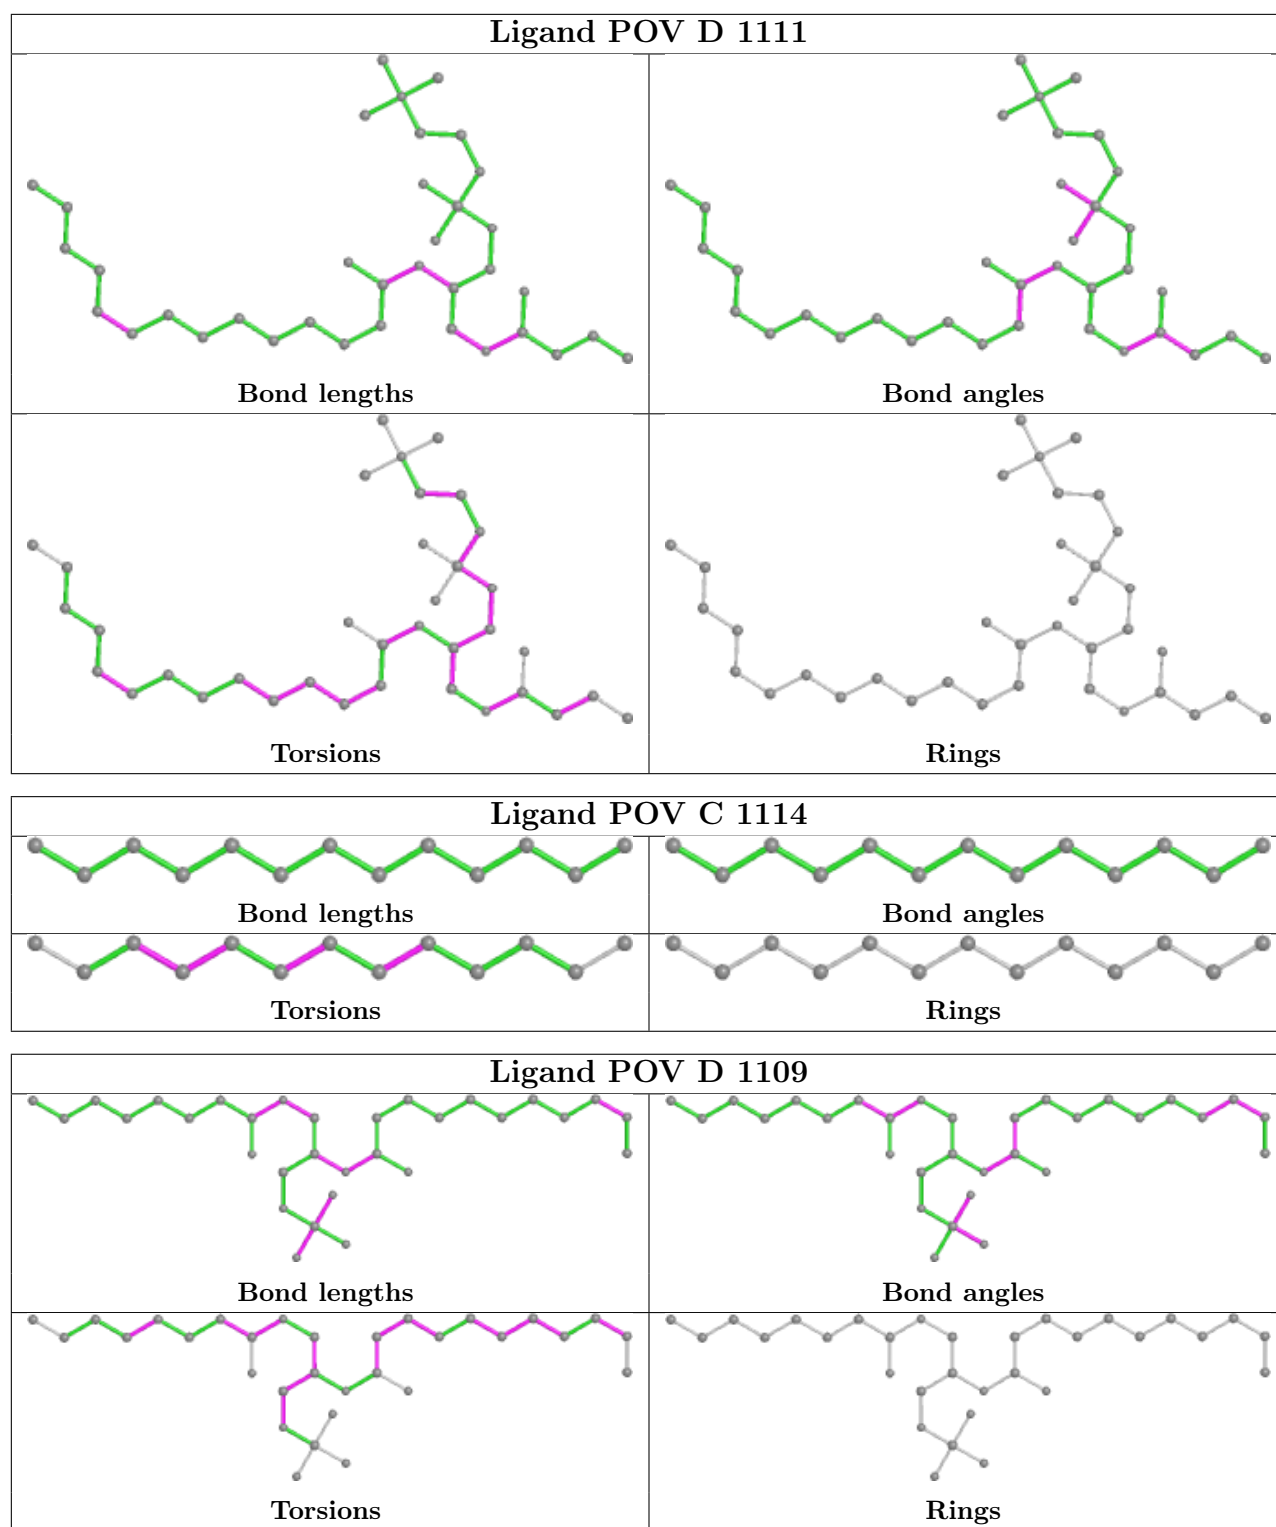 Ligand POV D 1111
Bond lengths
Bond angles
Torsions
Rings
Ligand POV C 1114
Bond lengths
Bond angles
Torsions
Rings
Ligand POV D 1109
Bond lengths
Bond angles
Torsions
Rings